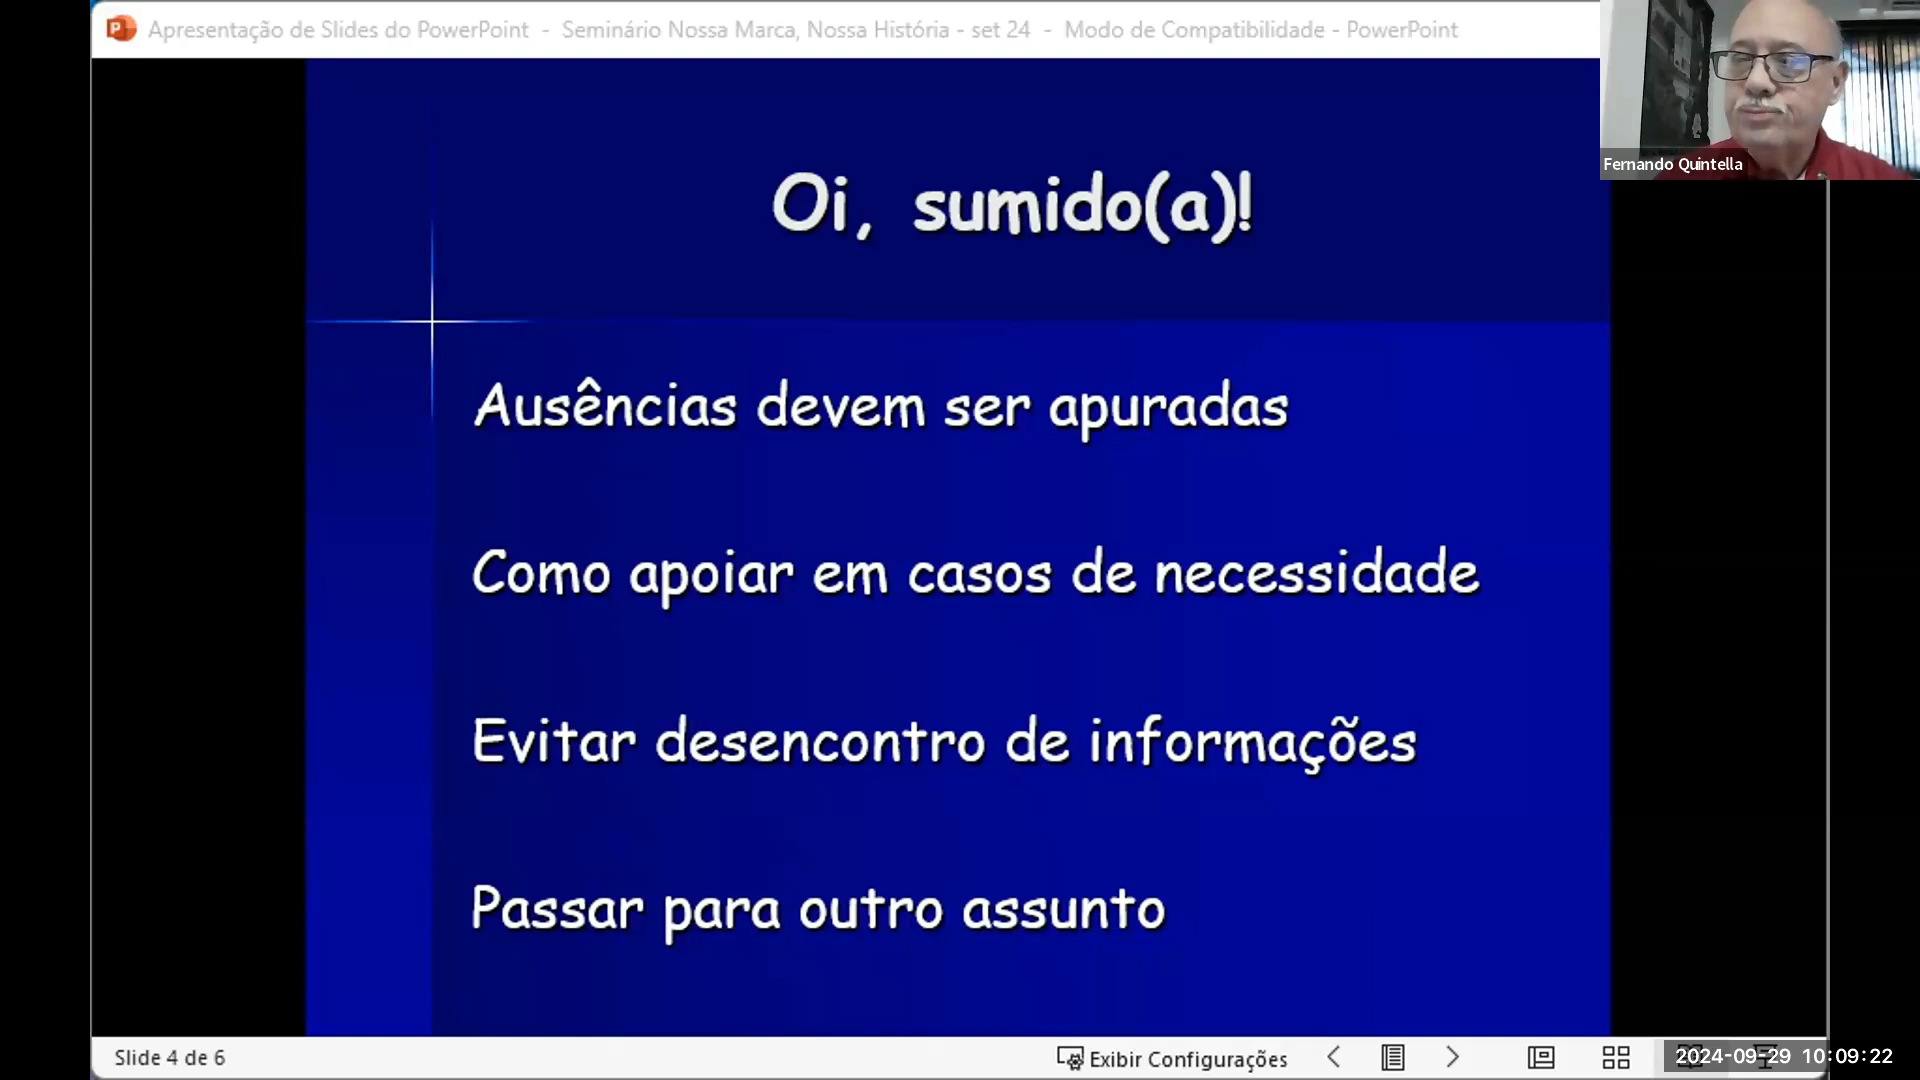 Apresentação de Slides do PowerPoint - Seminário Nossa Marca, Nossa História - set 24 - Modo de Compatibilidade - PowerPoint
Fernando Quintella
Oi, sumido(a)!
Ausências devem ser apuradas
Como apoiar em casos de necessidade
Evitar desencontro de informações
Passar para outro assunto
Slide 4 de 6
Exibir Configurações
2024-09-29 10:09:22